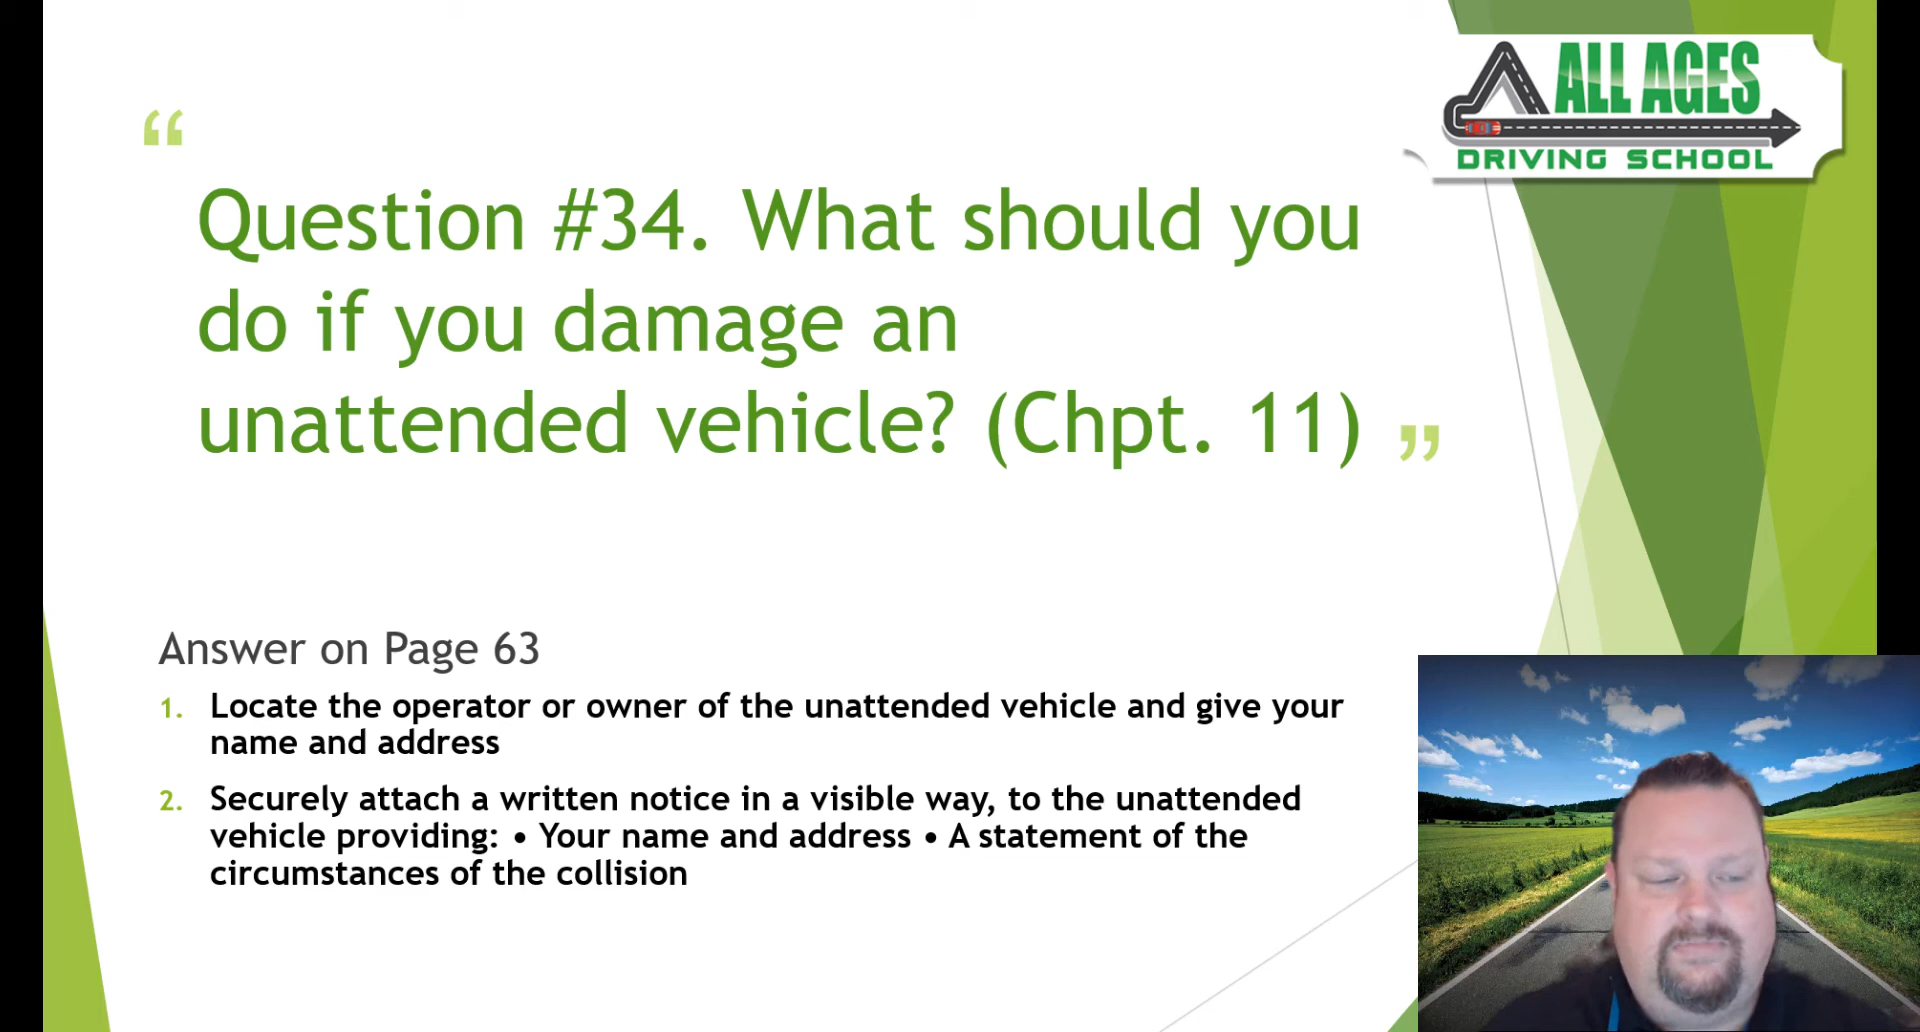 ALL AGES
DRIVING SCHOOL
“
Question #34. What should you
do if you damage an
unattended vehicle? (Chpt. 11)
”
Answer on Page 63
1. Locate the operator or owner of the unattended vehicle and give your
name and address
2. Securely attach a written notice in a visible way, to the unattended
vehicle providing: • Your name and address • A statement of the
circumstances of the collision